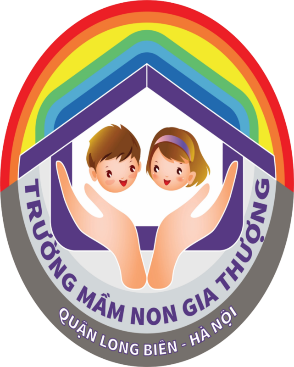 TRƯỜNG MẦM NON GIA THƯỢNG
QUẬN LONG BIÊN - HÀ NỘI